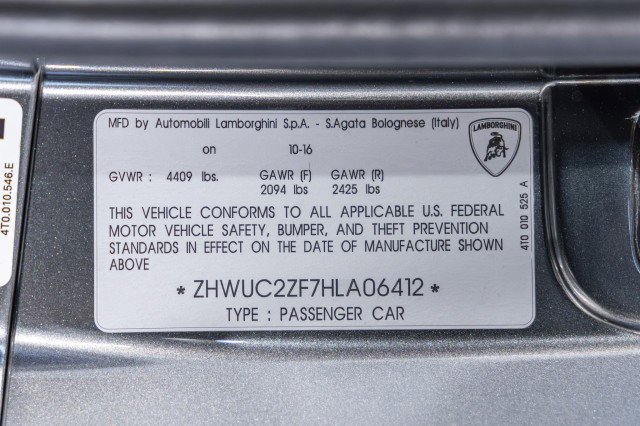 MFD by Automobili Lamborghini S.p.A. - S.Agata Bolognese (Italy)
on 10-16
GVWR : 4409 lbs. GAWR (F) GAWR (R)
2094 lbs 2425 lbs
THIS VEHICLE CONFORMS TO ALL APPLICABLE U.S. FEDERAL
MOTOR VEHICLE SAFETY, BUMPER, AND THEFT PREVENTION
STANDARDS IN EFFECT ON THE DATE OF MANUFACTURE SHOWN
ABOVE
* ZHWUC2ZF7HLA06412 *
TYPE : PASSENGER CAR
LAMBORGHINI
4T0 010 525 A
4T0.010.546.E